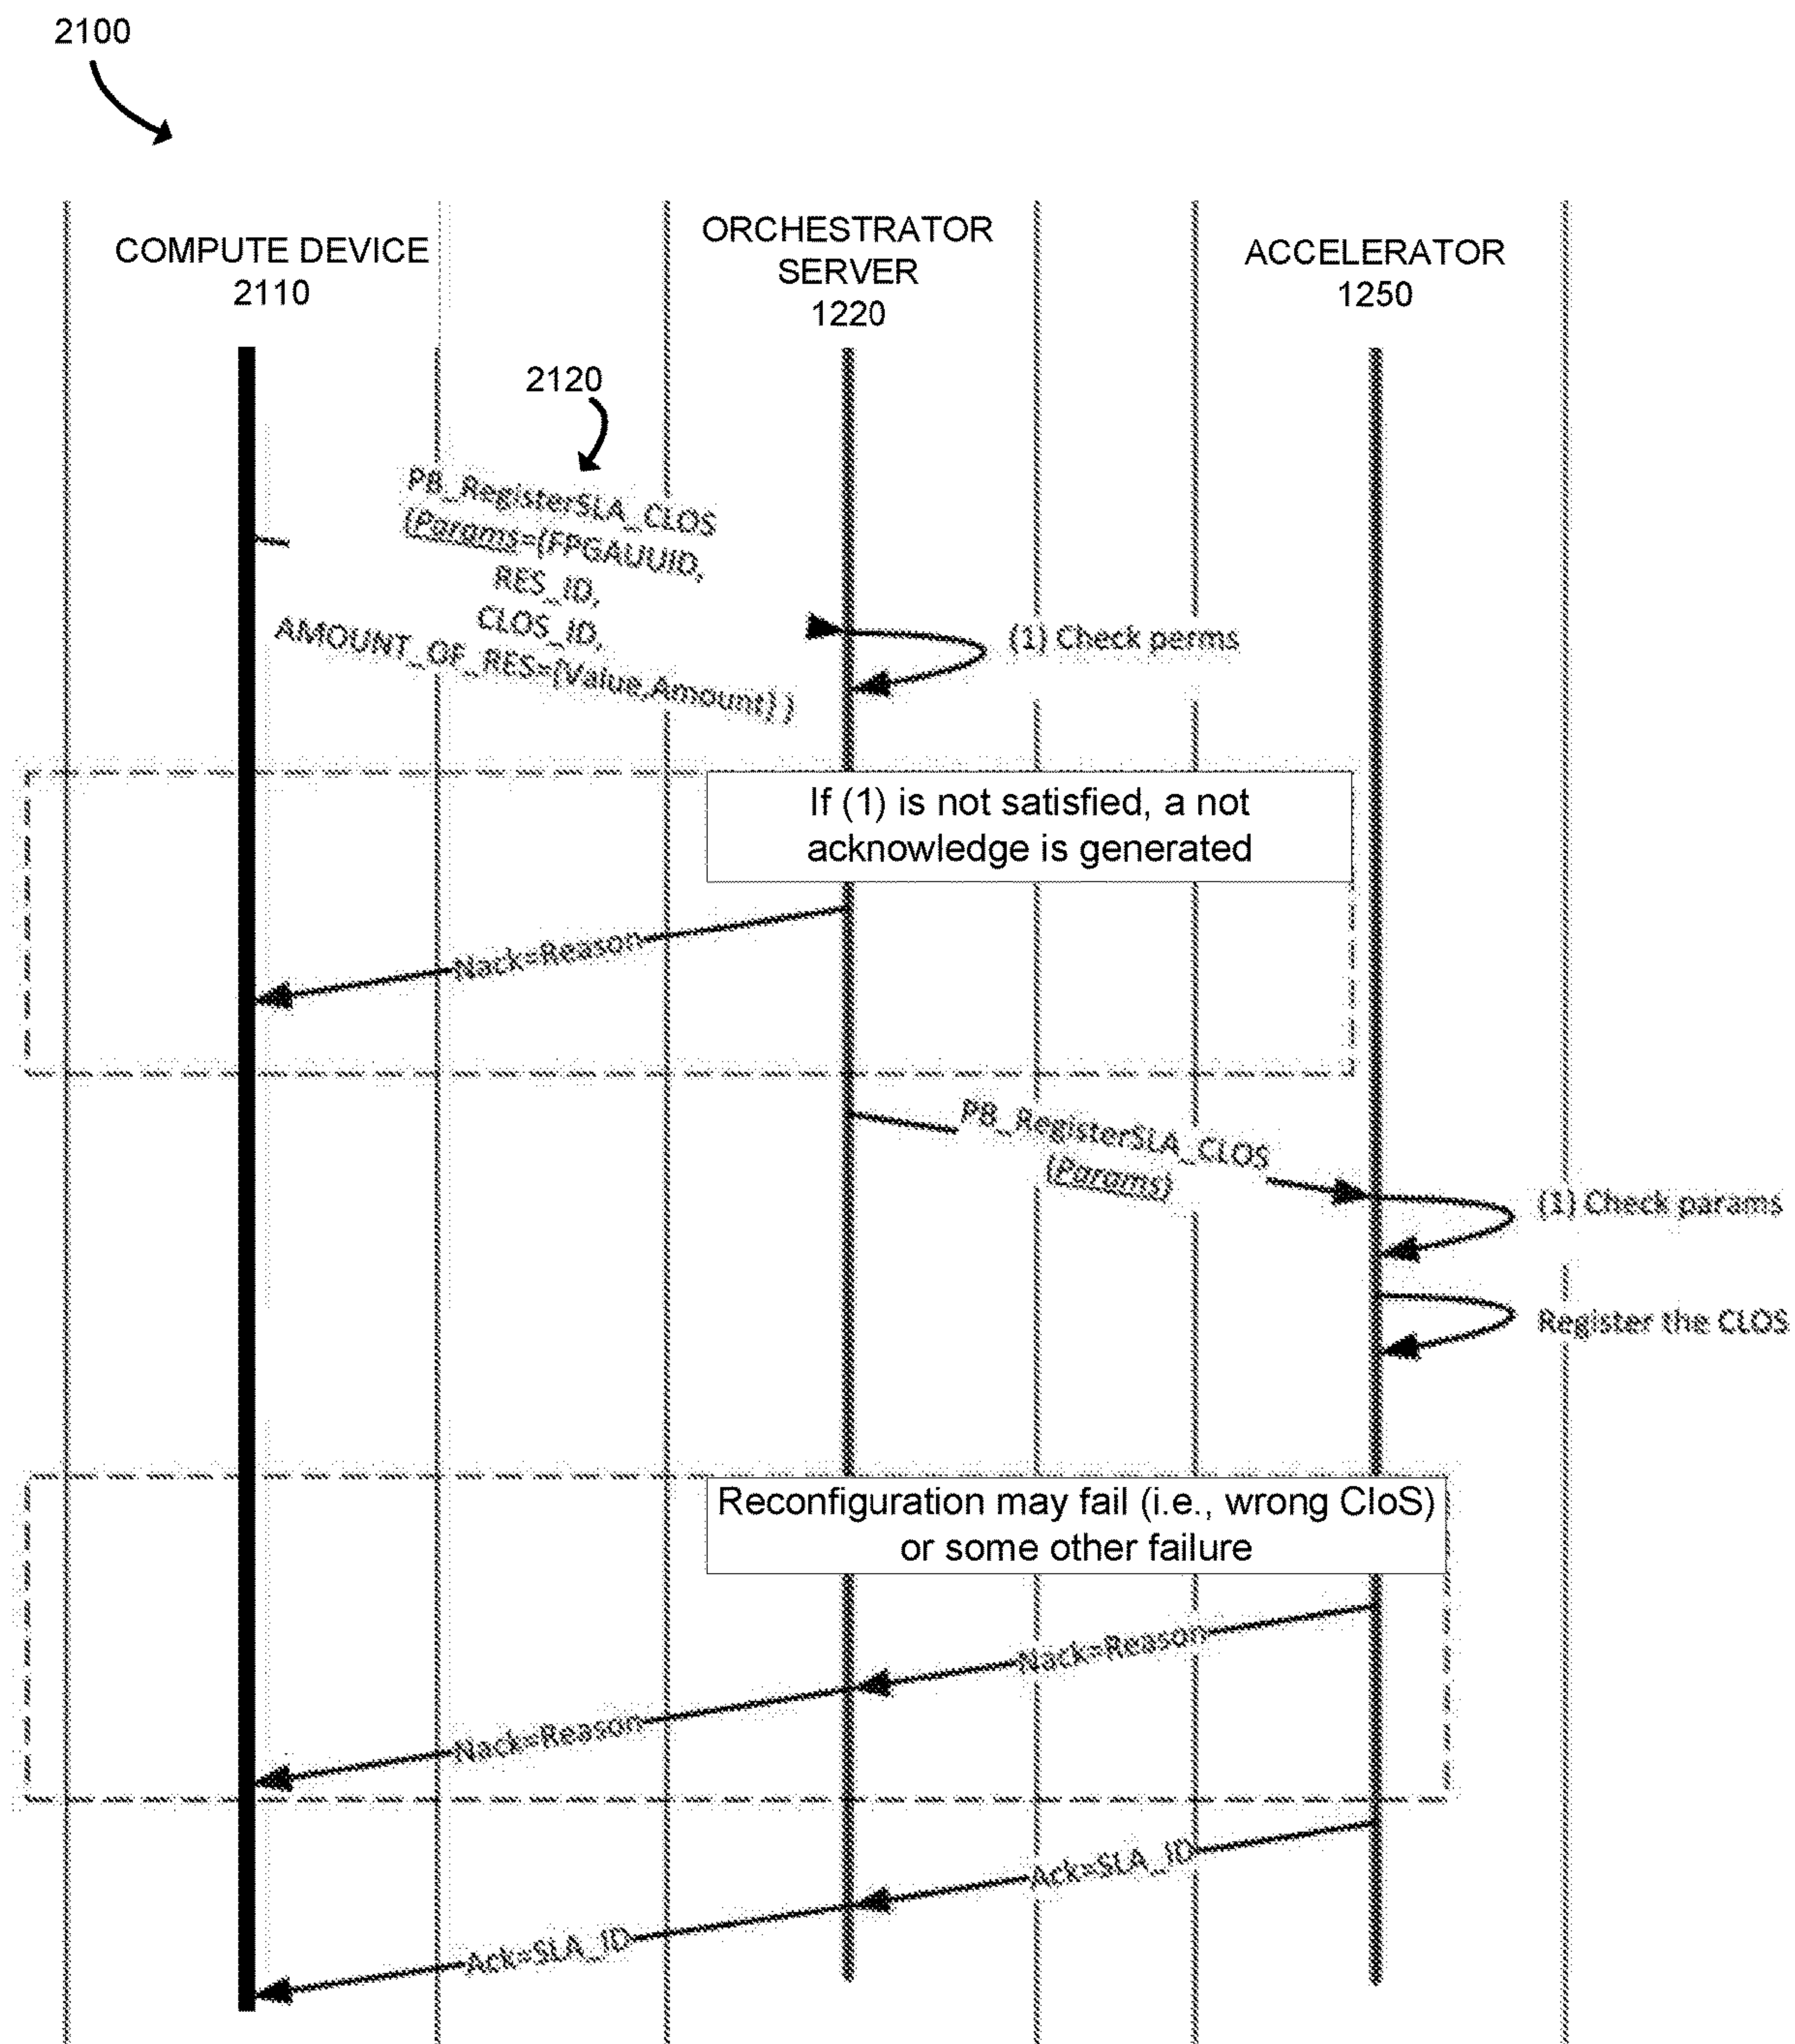 2100
COMPUTE DEVICE
2110
ORCHESTRATOR
SERVER
1220
ACCELERATOR
1250
2120
PB_RegisterSLA_CLOS
(Params={FPGAUUID,
RES_ID,
CLOS_ID,
AMOUNT_OF_RES={Value,Amount} )
(1) Check perms
If (1) is not satisfied, a not
acknowledge is generated
Nack=Reason
PB_RegisterSLA_CLOS
(Params)
(1) Check params
Register the CLOS
Reconfiguration may fail (i.e., wrong CloS)
or some other failure
Nack=Reason
Nack=Reason
Ack=SLA_ID
Ack=SLA_ID